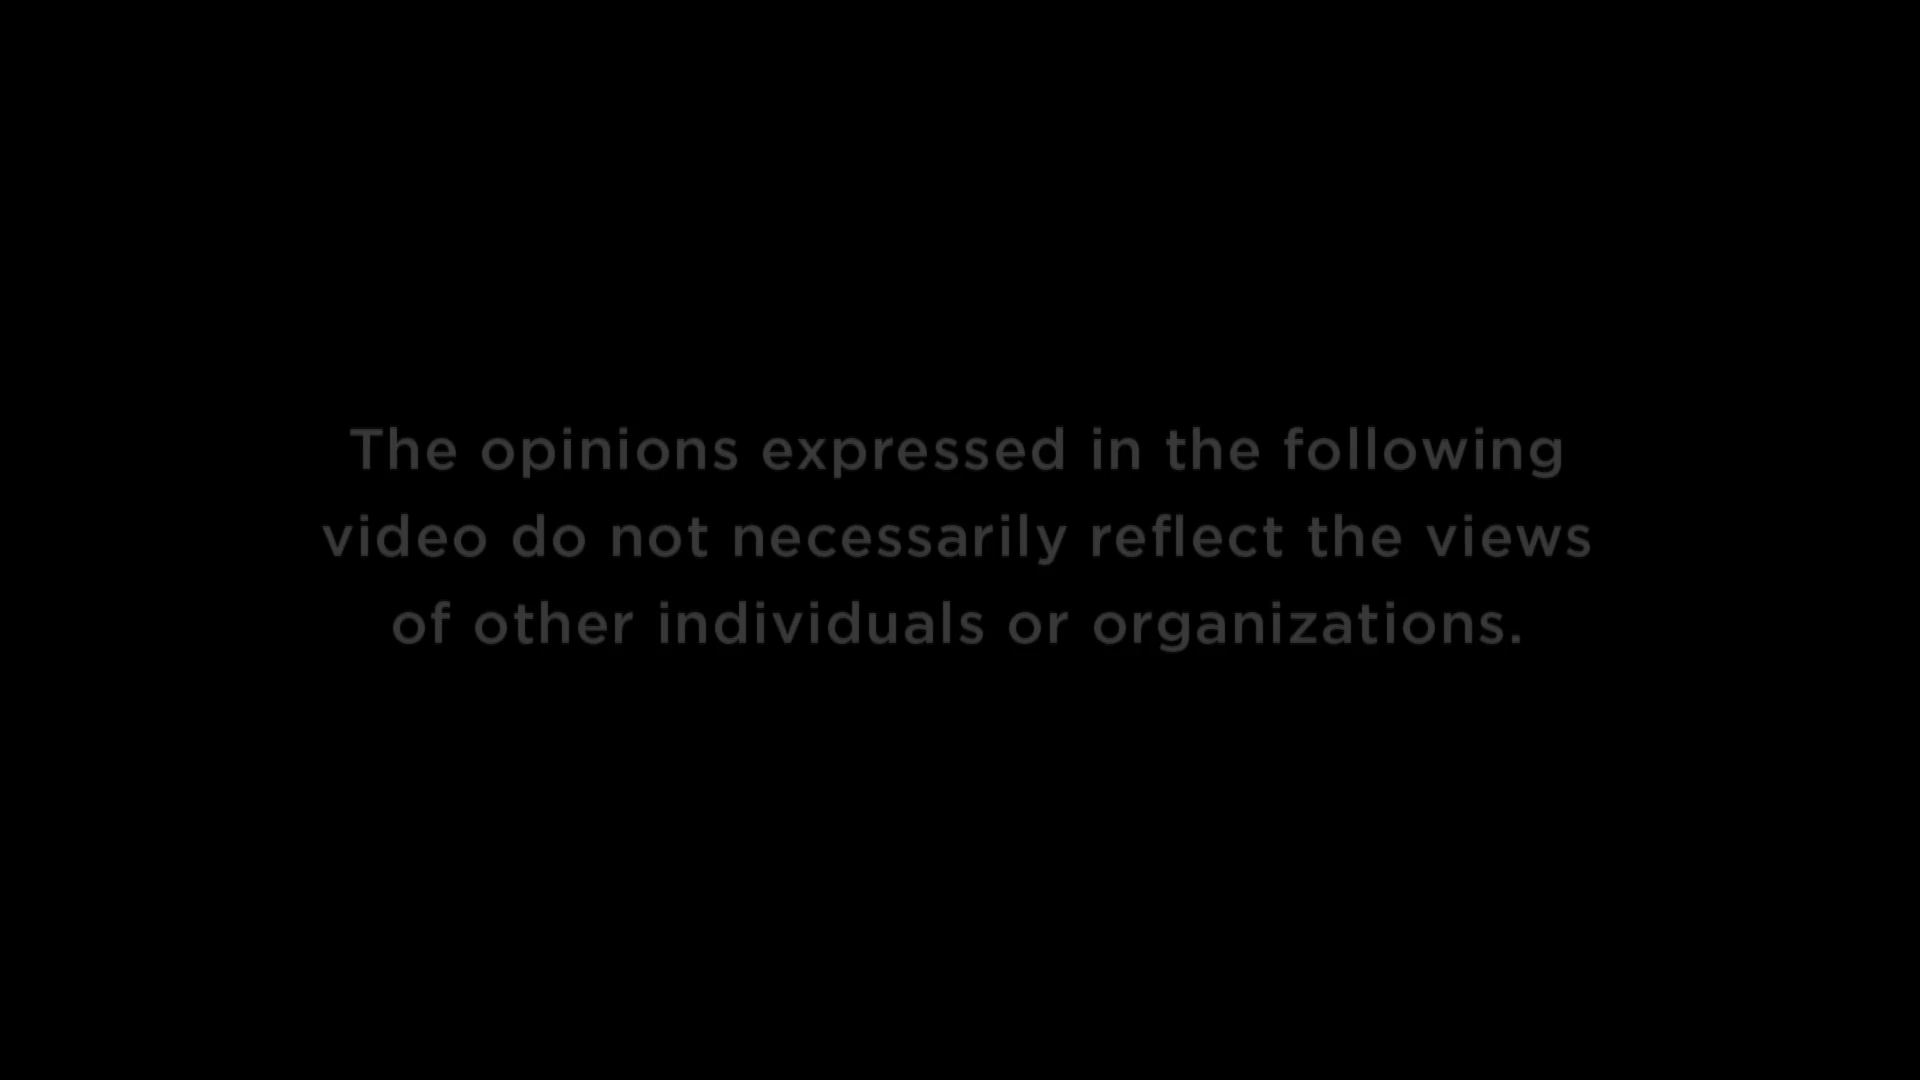 The opinions expressed in the following
video do not necessarily reflect the views
of other individuals or organizations.